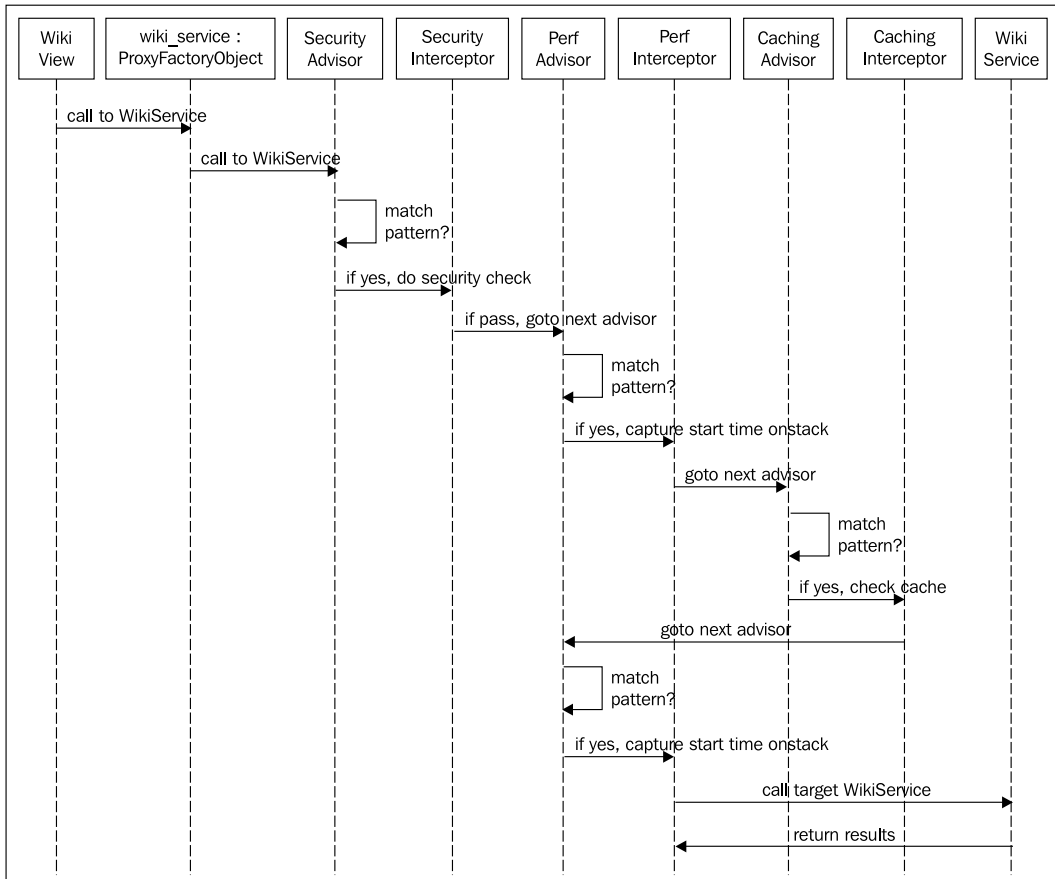 Wiki
View
wiki_service :
ProxyFactoryObject
Security
Advisor
Security
Interceptor
Perf
Advisor
Perf
Interceptor
Caching
Advisor
Caching
Interceptor
Wiki
Service
call to WikiService
call to WikiService
match
pattern?
if yes, do security check
if pass, goto next advisor
match
pattern?
if yes, capture start time onstack
goto next advisor
match
pattern?
if yes, check cache
goto next advisor
match
pattern?
if yes, capture start time onstack
call target WikiService
return results